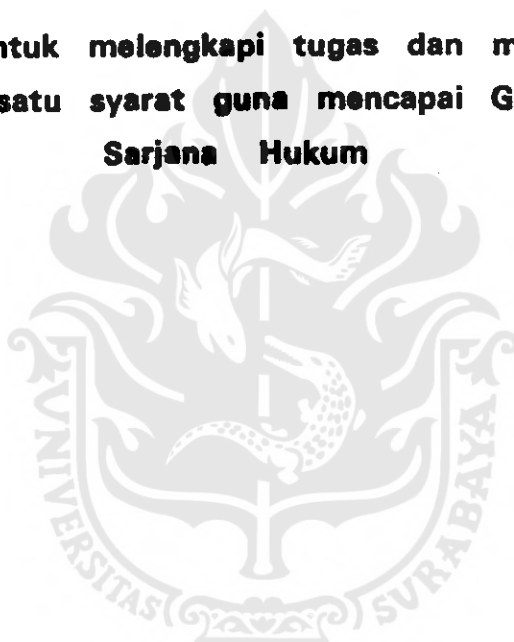 ntuk melengkapi tugas dan m
satu syarat guna mencapai G
Sarjana Hukum
UNIVERSITAS SURABAYA